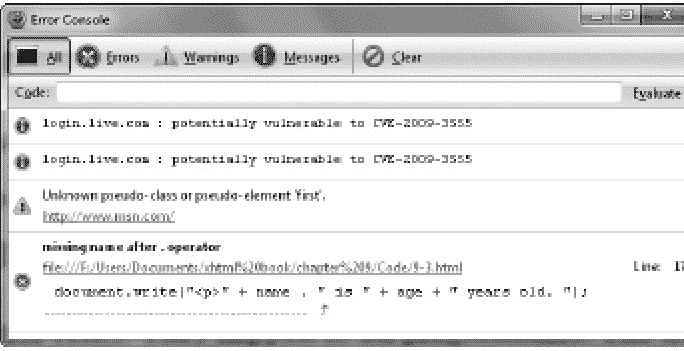 Error Console
All Errors Warnings Messages Clear
Code: Evaluate
login.live.com : potentially vulnerable to CVE-2009-3555
login.live.com : potentially vulnerable to CVE-2009-3555
Unknown pseudo-class or pseudo-element 'first'.
http://www.msn.com/
missing name after . operator
file:///F:/Users/Documents/xhtml%20book/chapter%209/Code/9-3.html Line: 17
document.write("<p>" + name . " is " + age + " years old. ");